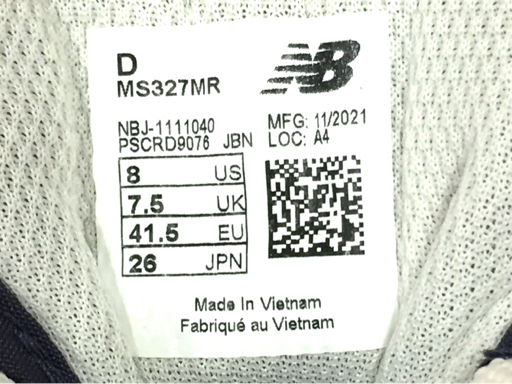 D
MS327MR
NB
NBJ-1111040
PSCRD9076 JBN
MFG: 11/2021
LOC: A4
8 US
7.5 UK
41.5 EU
26 JPN
Made In Vietnam
Fabriqué au Vietnam